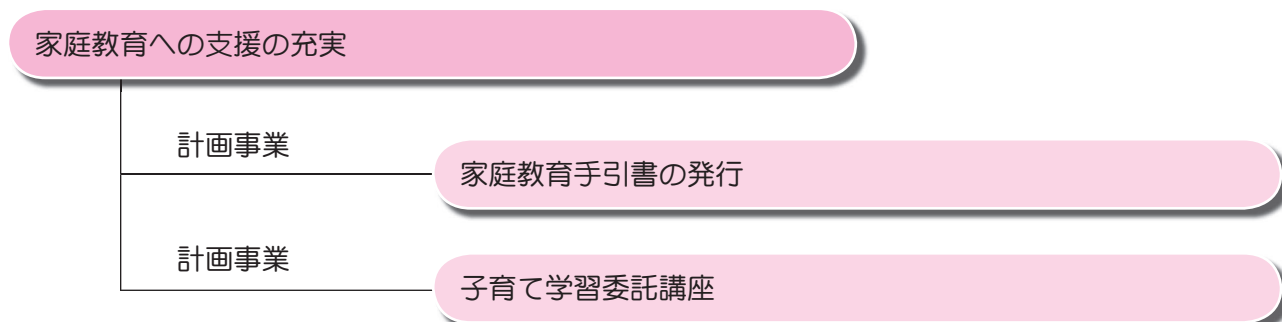 家庭教育への支援の充実
計画事業
家庭教育手引書の発行
計画事業
子育て学習委託講座